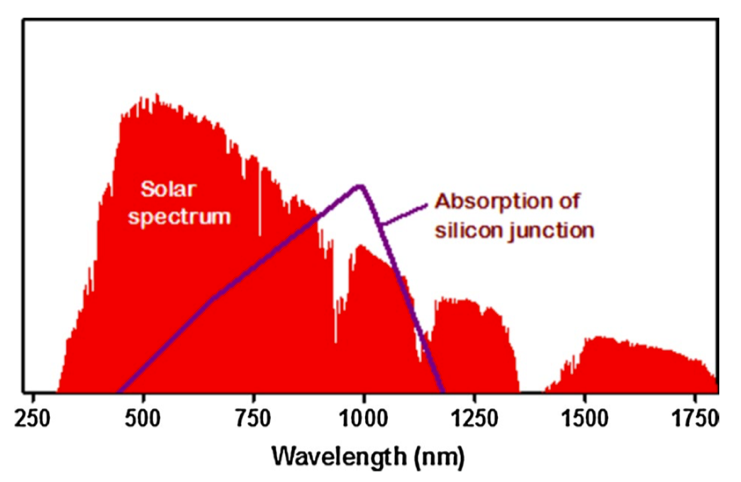 Solar
spectrum
Absorption of
silicon junction
250 500 750 1000 1250 1500 1750
Wavelength (nm)